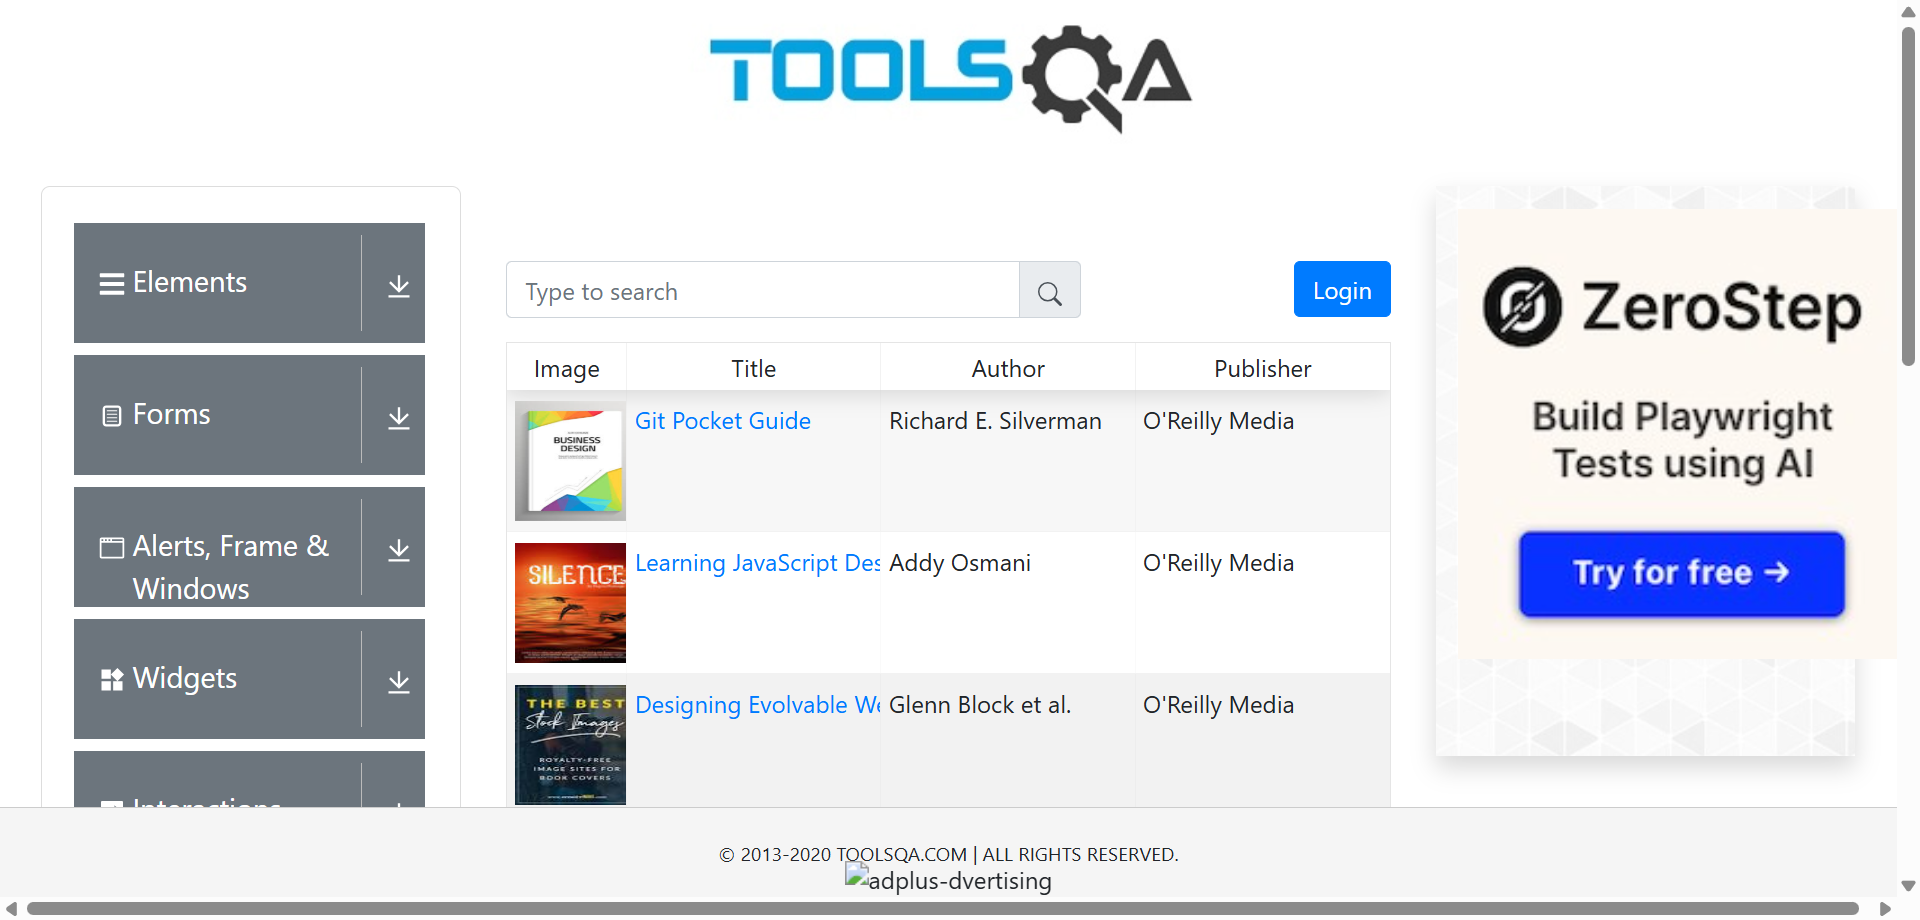 TOOLSQA
Elements
Forms
Alerts, Frame &
Windows
Widgets
Interactions
Type to search
Login
Image Title Author Publisher
BUSINESS
DESIGN
Git Pocket Guide Richard E. Silverman O'Reilly Media
SILENCE
Learning JavaScript Des Addy Osmani O'Reilly Media
THE BEST
Stock Images
ROYALTY-FREE
IMAGE SITES FOR
BOOK COVERS
Designing Evolvable We Glenn Block et al. O'Reilly Media
ZeroStep
Build Playwright
Tests using AI
Try for free →
© 2013-2020 TOOLSQA.COM | ALL RIGHTS RESERVED.
adplus-dvertising